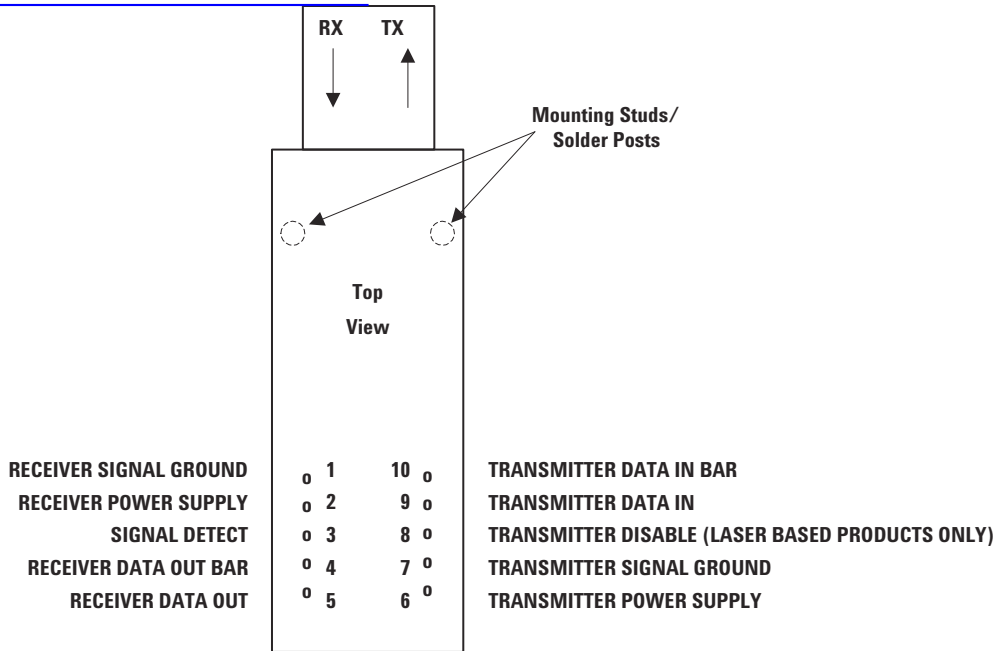 RX TX
Mounting Studs/
Solder Posts
Top
View
RECEIVER SIGNAL GROUND o 1 10 o TRANSMITTER DATA IN BAR
RECEIVER POWER SUPPLY o 2 9 o TRANSMITTER DATA IN
SIGNAL DETECT o 3 8 o TRANSMITTER DISABLE (LASER BASED PRODUCTS ONLY)
RECEIVER DATA OUT BAR o 4 7 o TRANSMITTER SIGNAL GROUND
RECEIVER DATA OUT o 5 6 o TRANSMITTER POWER SUPPLY